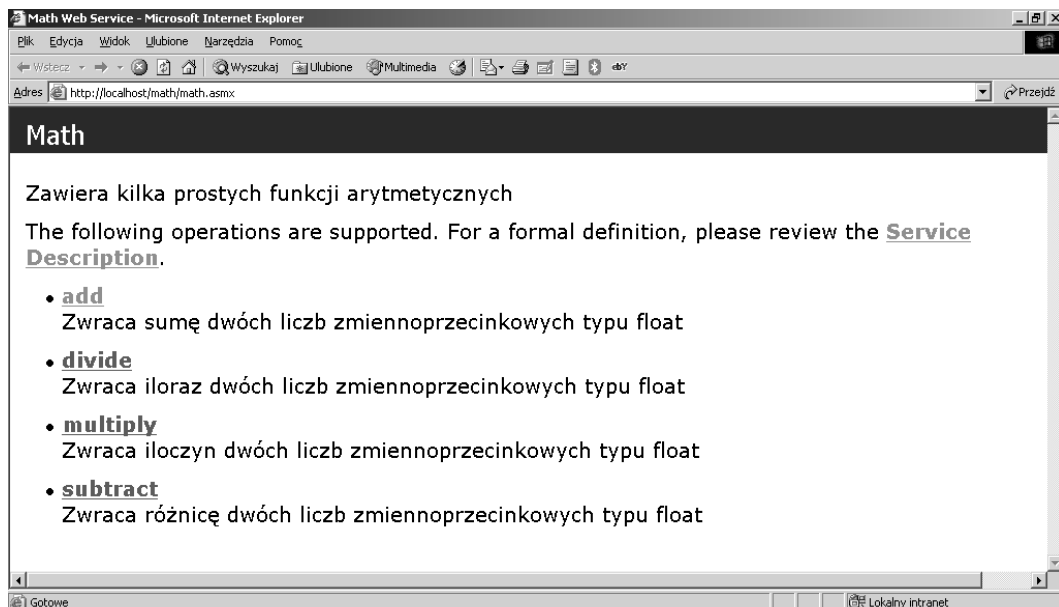 Math Web Service - Microsoft Internet Explorer
Plik Edycja Widok Ulubione Narzędzia Pomoc
Wstecz Wyszukaj Ulubione Multimedia
Adres http://localhost/math/math.asmx Przejdź
Math
Zawiera kilka prostych funkcji arytmetycznych
The following operations are supported. For a formal definition, please review the Service
Description.
• add
Zwraca sumę dwóch liczb zmiennoprzecinkowych typu float
• divide
Zwraca iloraz dwóch liczb zmiennoprzecinkowych typu float
• multiply
Zwraca iloczyn dwóch liczb zmiennoprzecinkowych typu float
• subtract
Zwraca różnicę dwóch liczb zmiennoprzecinkowych typu float
Gotowe Lokalny intranet